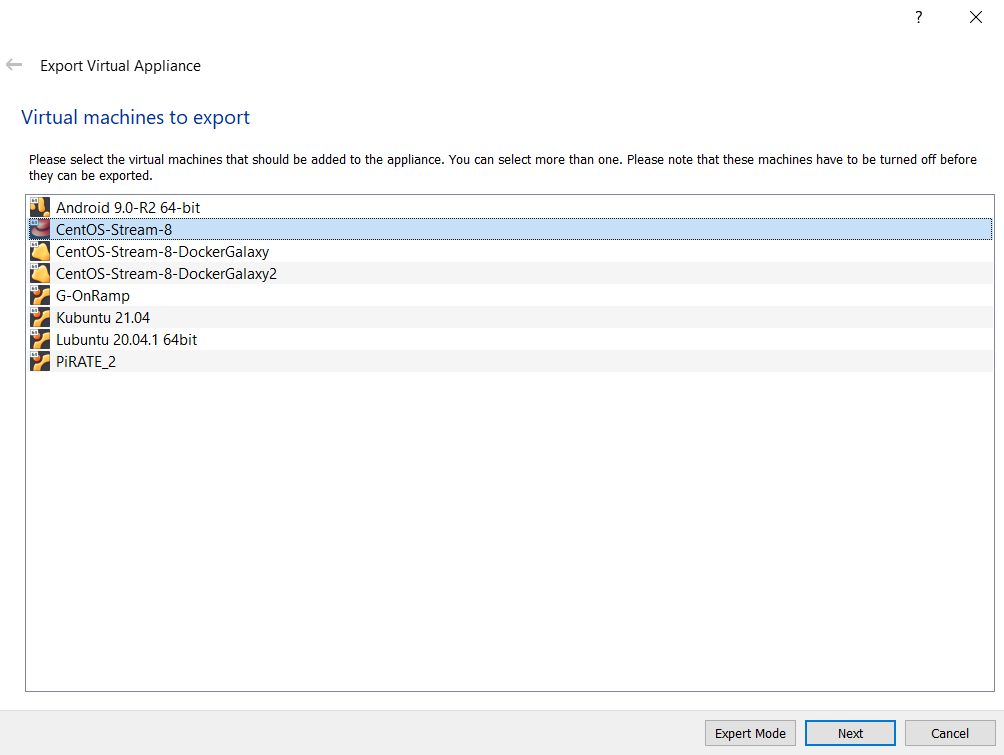 ?
Export Virtual Appliance
Virtual machines to export
Please select the virtual machines that should be added to the appliance. You can select more than one. Please note that these machines have to be turned off before
they can be exported.
Android 9.0-R2 64-bit
CentOS-Stream-8
CentOS-Stream-8-DockerGalaxy
CentOS-Stream-8-DockerGalaxy2
G-OnRamp
Kubuntu 21.04
Lubuntu 20.04.1 64bit
PiRATE_2
Expert Mode Next Cancel